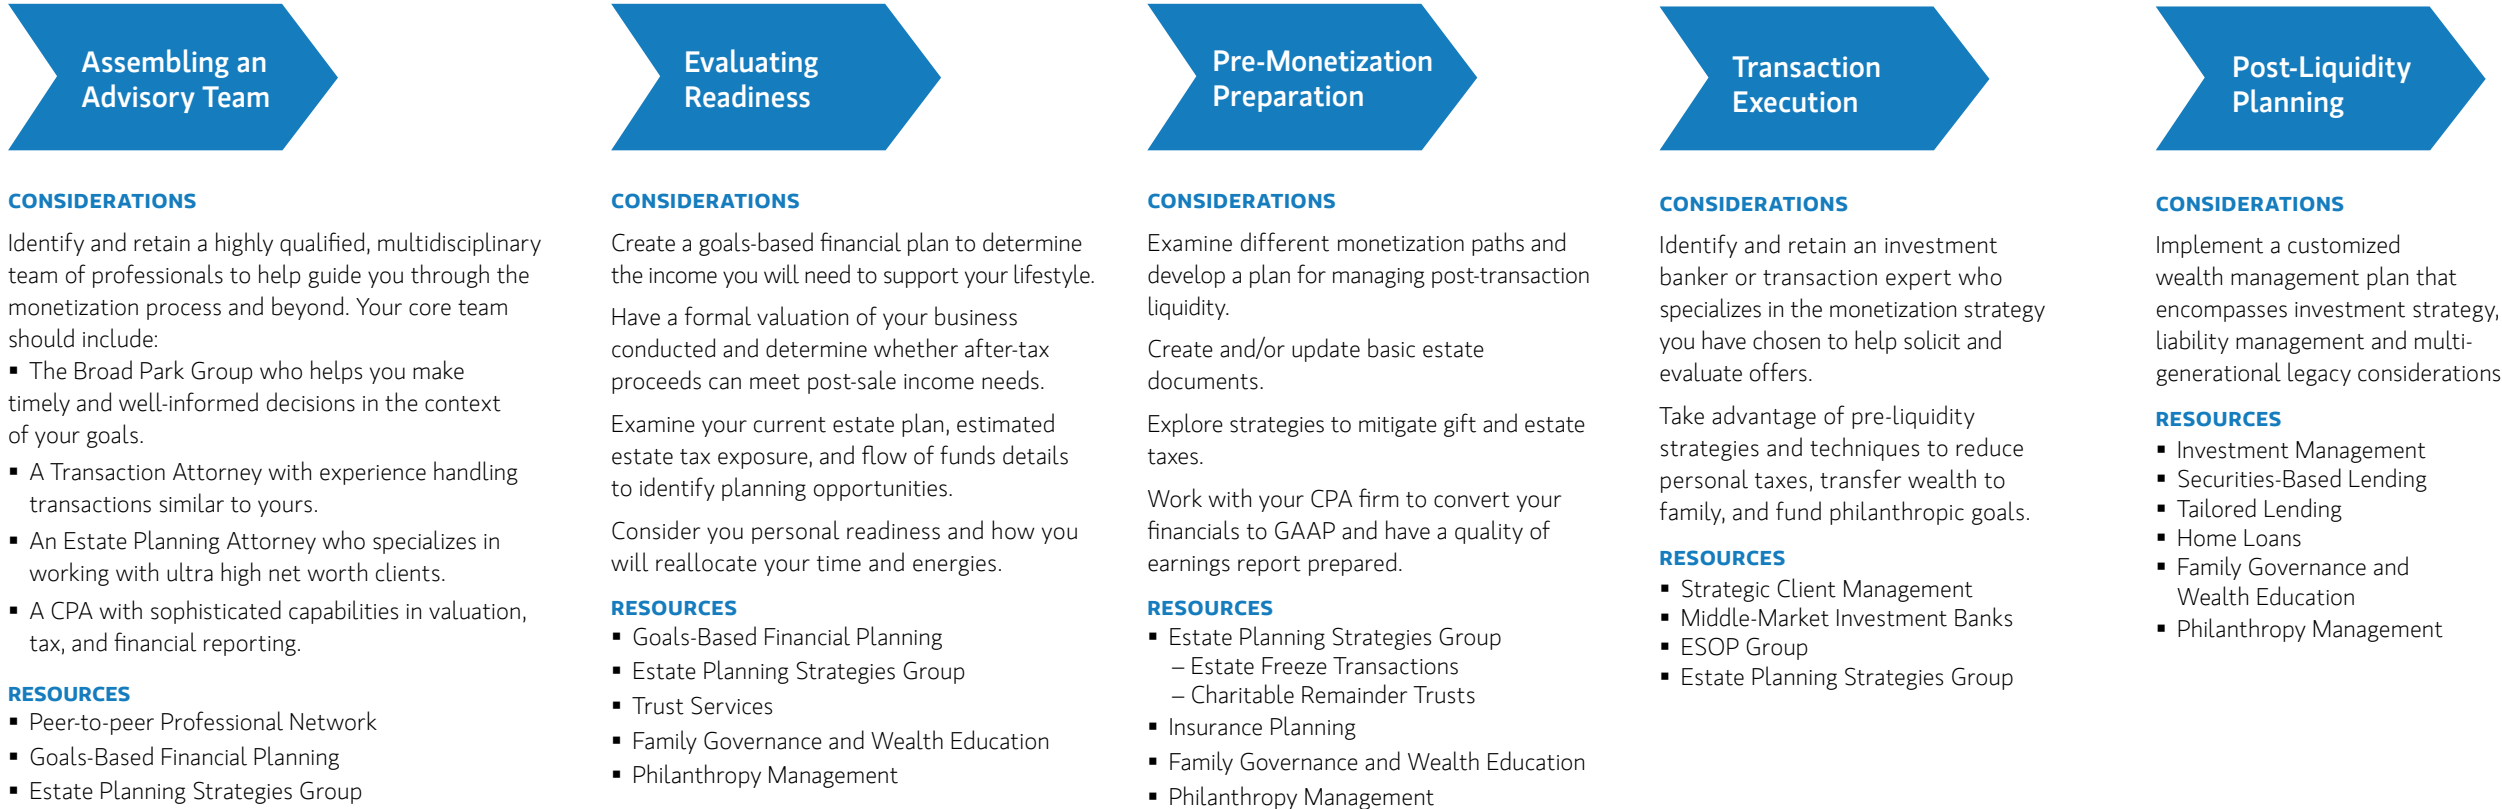 Assembling an
Advisory Team
CONSIDERATIONS
Identify and retain a highly qualified, multidisciplinary
team of professionals to help guide you through the
monetization process and beyond. Your core team
should include:
▪ The Broad Park Group who helps you make
timely and well-informed decisions in the context
of your goals.
▪ A Transaction Attorney with experience handling
transactions similar to yours.
▪ An Estate Planning Attorney who specializes in
working with ultra high net worth clients.
▪ A CPA with sophisticated capabilities in valuation,
tax, and financial reporting.
RESOURCES
▪ Peer-to-peer Professional Network
▪ Goals-Based Financial Planning
▪ Estate Planning Strategies Group
Evaluating
Readiness
CONSIDERATIONS
Create a goals-based financial plan to determine
the income you will need to support your lifestyle.
Have a formal valuation of your business
conducted and determine whether after-tax
proceeds can meet post-sale income needs.
Examine your current estate plan, estimated
estate tax exposure, and flow of funds details
to identify planning opportunities.
Consider you personal readiness and how you
will reallocate your time and energies.
RESOURCES
▪ Goals-Based Financial Planning
▪ Estate Planning Strategies Group
▪ Trust Services
▪ Family Governance and Wealth Education
▪ Philanthropy Management
Pre-Monetization
Preparation
CONSIDERATIONS
Examine different monetization paths and
develop a plan for managing post-transaction
liquidity.
Create and/or update basic estate
documents.
Explore strategies to mitigate gift and estate
taxes.
Work with your CPA firm to convert your
financials to GAAP and have a quality of
earnings report prepared.
RESOURCES
▪ Estate Planning Strategies Group
– Estate Freeze Transactions
– Charitable Remainder Trusts
▪ Insurance Planning
▪ Family Governance and Wealth Education
▪ Philanthropy Management
Transaction
Execution
CONSIDERATIONS
Identify and retain an investment
banker or transaction expert who
specializes in the monetization strategy
you have chosen to help solicit and
evaluate offers.
Take advantage of pre-liquidity
strategies and techniques to reduce
personal taxes, transfer wealth to
family, and fund philanthropic goals.
RESOURCES
▪ Strategic Client Management
▪ Middle-Market Investment Banks
▪ ESOP Group
▪ Estate Planning Strategies Group
Post-Liquidity
Planning
CONSIDERATIONS
Implement a customized
wealth management plan that
encompasses investment strategy,
liability management and multi-
generational legacy considerations
RESOURCES
▪ Investment Management
▪ Securities-Based Lending
▪ Tailored Lending
▪ Home Loans
▪ Family Governance and
Wealth Education
▪ Philanthropy Management